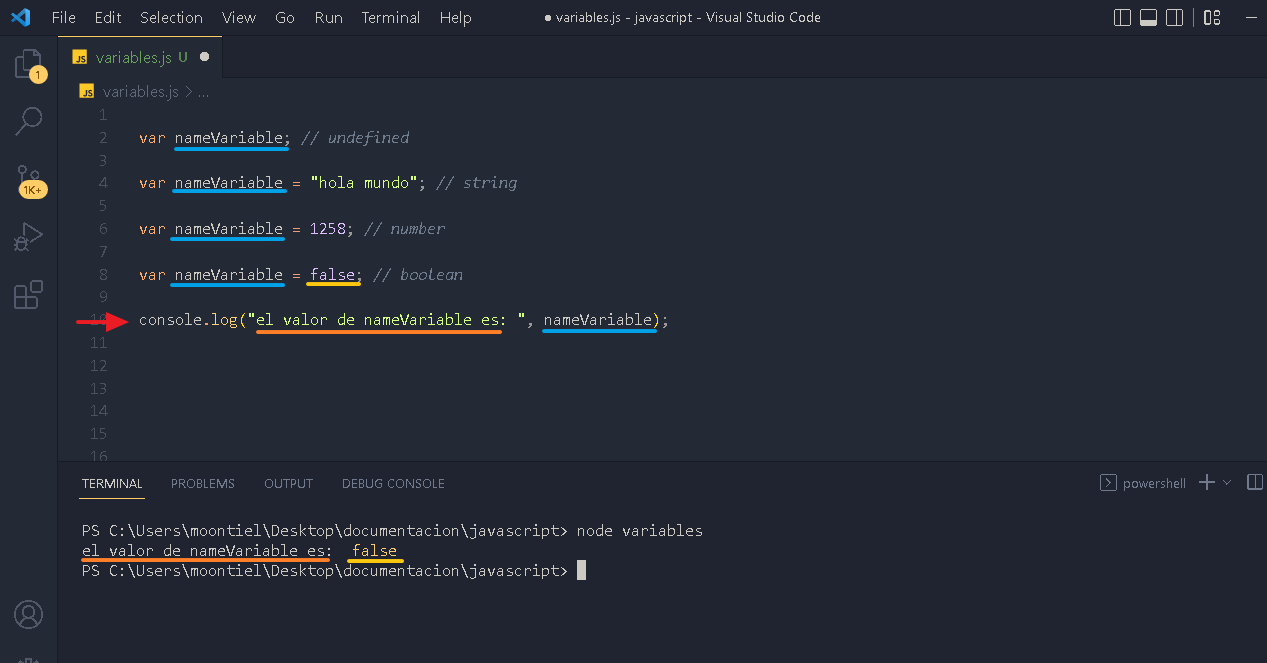 File Edit Selection View Go Run Terminal Help ● variables.js - javascript - Visual Studio Code
JS variables.js U ●
1
JS variables.js > ...
1
2 var nameVariable; // undefined
3
4 var nameVariable = "hola mundo"; // string
5
1K+
6 var nameVariable = 1258; // number
7
8 var nameVariable = false; // boolean
9
10 console.log("el valor de nameVariable es: ", nameVariable);
11
12
13
14
15
16
TERMINAL PROBLEMS OUTPUT DEBUG CONSOLE powershell
PS C:\Users\moontiel\Desktop\documentacion\javascript> node variables
el valor de nameVariable es:  false
PS C:\Users\moontiel\Desktop\documentacion\javascript>